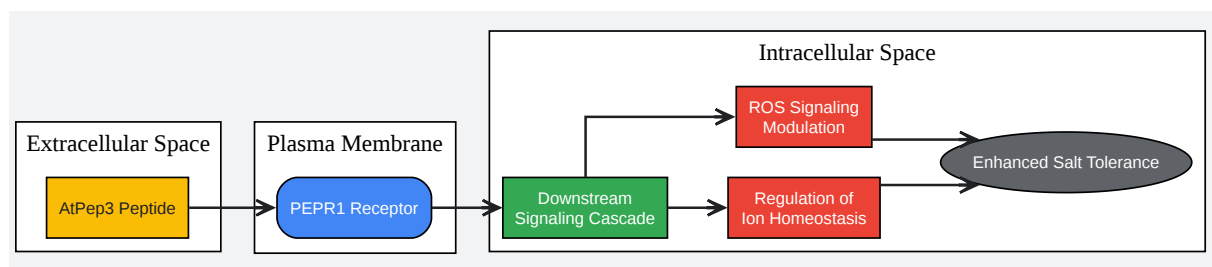 Extracellular Space
AtPep3 Peptide
Plasma Membrane
PEPR1 Receptor
Intracellular Space
Downstream
Signaling Cascade
ROS Signaling
Modulation
Regulation of
Ion Homeostasis
Enhanced Salt Tolerance